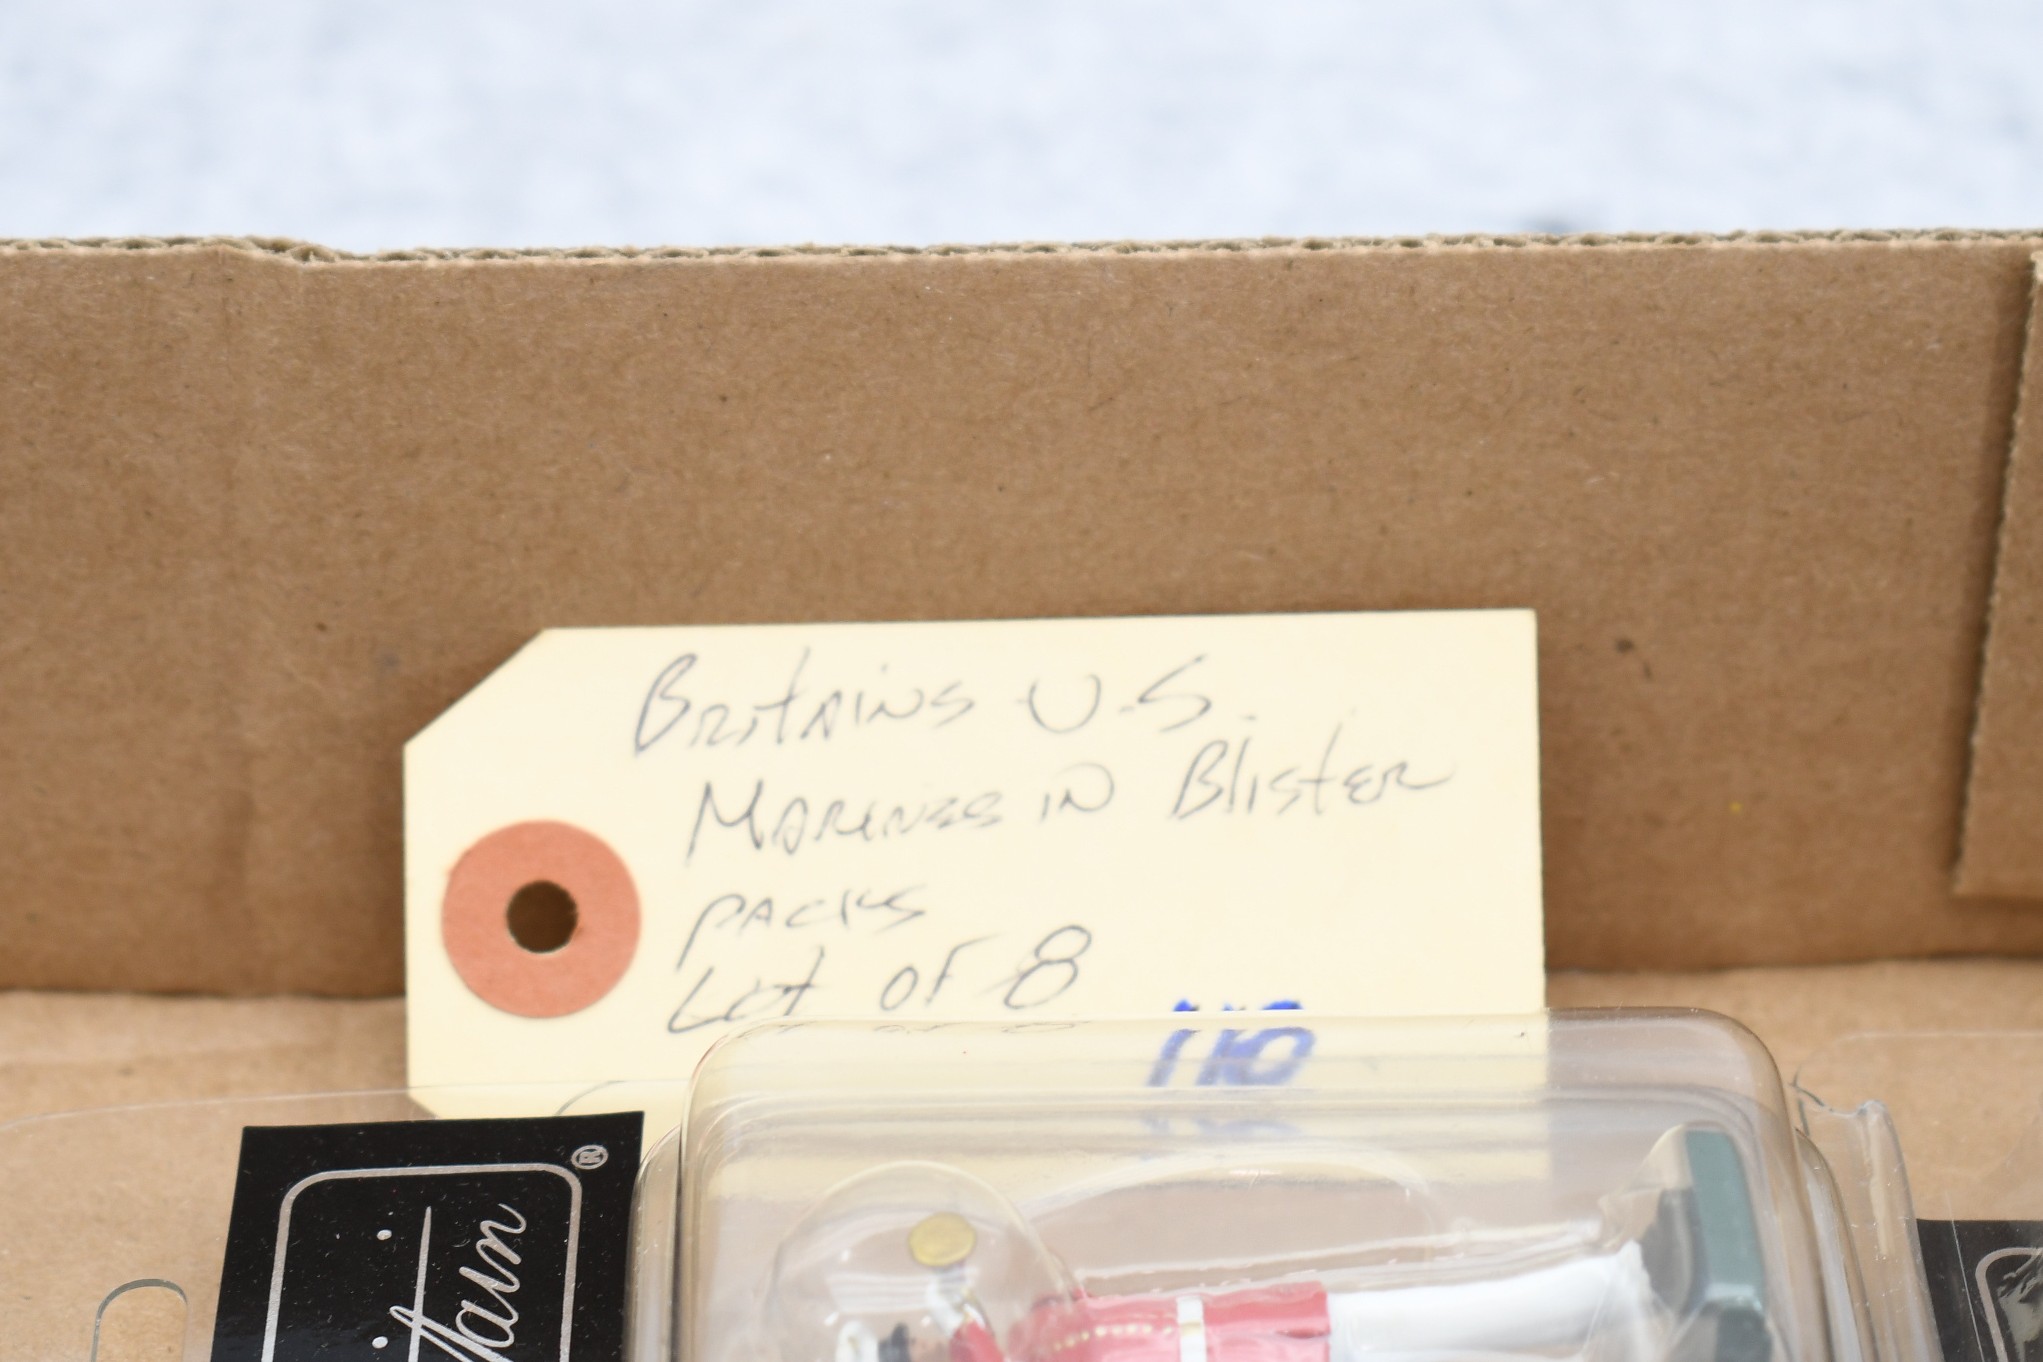 Britains U.S.
Marines in Blister
packs
Lot of 8
110
®